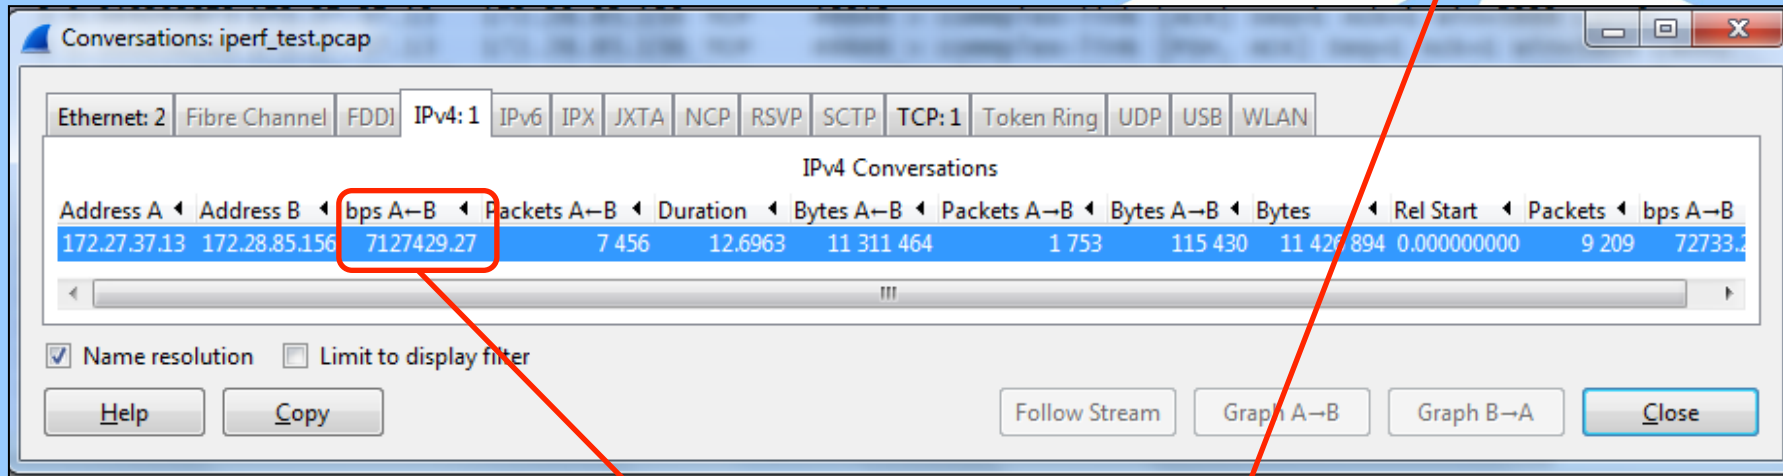 Conversations: iperf_test.pcap
Ethernet: 2 Fibre Channel FDDI IPv4: 1 IPv6 IPX JXTA NCP RSVP SCTP TCP: 1 Token Ring UDP USB WLAN
IPv4 Conversations
Address A Address B bps A←B Packets A←B Duration Bytes A←B Packets A→B Bytes A→B Bytes Rel Start Packets bps A→B
172.27.37.13 172.28.85.156 7127429.27 7 456 12.6963 11 311 464 1 753 115 430 11 426 894 0.000000000 9 209 72733.2
Name resolution Limit to display filter
Help Copy Follow Stream Graph A→B Graph B→A Close